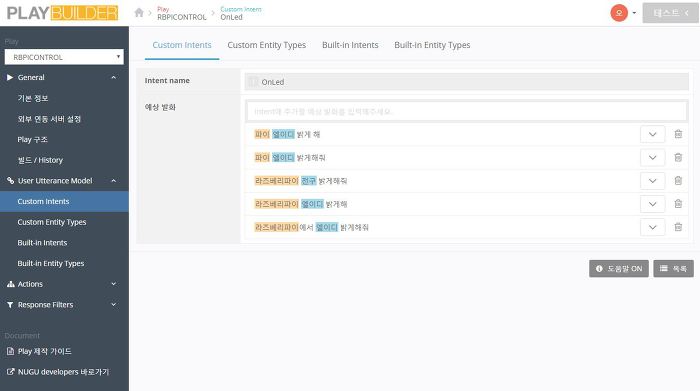 PLAY BUILDER
Play
RBPICONTROL
Custom Intent
OnLed
오
테스트
Play
RBPICONTROL
General
기본 정보
외부 연동 서버 설정
Play 구조
빌드 / History
User Utterance Model
Custom Intents
Custom Entity Types
Built-in Intents
Built-in Entity Types
Actions
Response Filters
Document
Play 제작 가이드
NUGU developers 바로가기
Custom Intents
Custom Entity Types
Built-in Intents
Built-in Entity Types
Intent name
OnLed
예상 발화
Intent에 추가할 예상 발화를 입력해주세요.
파이 엘이디 밝게 해
파이 엘이디 밝게해줘
라즈베리파이 전구 밝게해줘
라즈베리파이 엘이디 밝게해
라즈베리파이에서 엘이디 밝게해줘
도움말 ON
목록